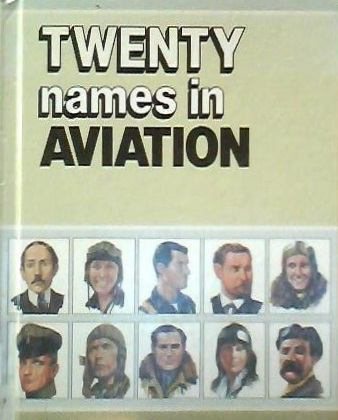 TWENTY
names in
AVIATION